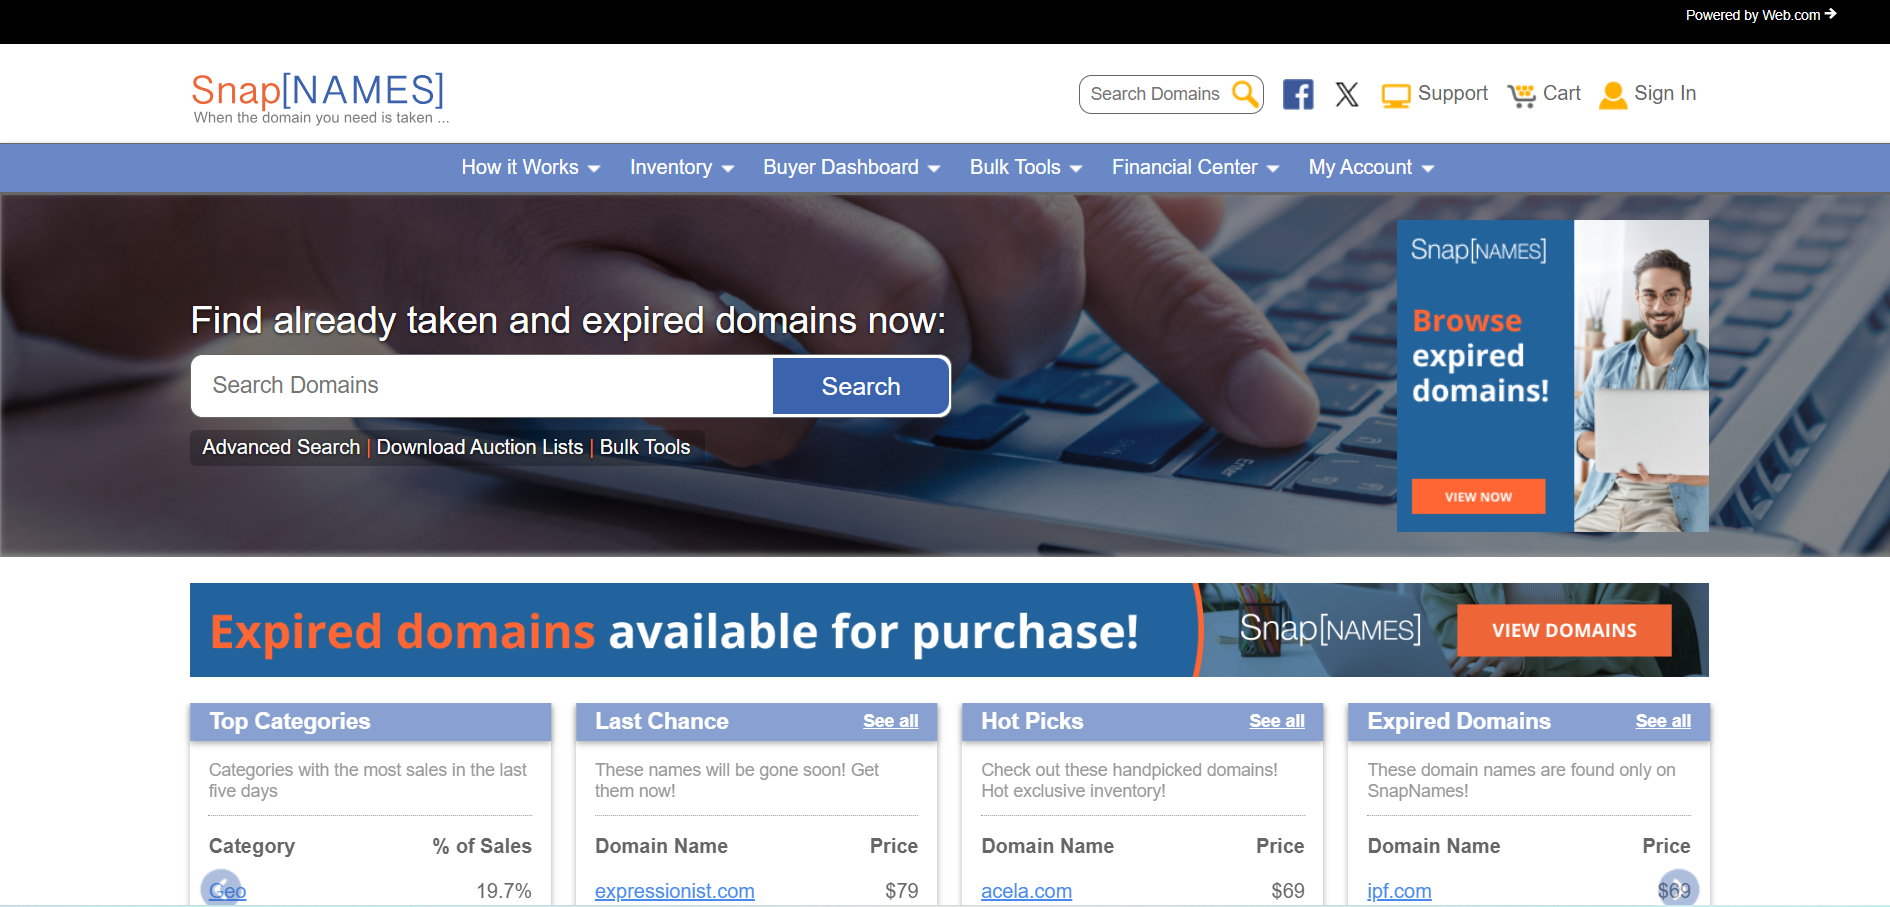 Powered by Web.com
Snap[NAMES]
When the domain you need is taken ...
Search Domains
Support
Cart
Sign In
How it Works
Inventory
Buyer Dashboard
Bulk Tools
Financial Center
My Account
Find already taken and expired domains now:
Search Domains
Search
Advanced Search | Download Auction Lists | Bulk Tools
Snap[NAMES]
Browse
expired
domains!
VIEW NOW
Enter
Expired domains available for purchase!
Snap[NAMES]
VIEW DOMAINS
Top Categories
Categories with the most sales in the last
five days
Category % of Sales
Geo 19.7%
Last Chance See all
These names will be gone soon! Get
them now!
Domain Name Price
expressionist.com $79
Hot Picks See all
Check out these handpicked domains!
Hot exclusive inventory!
Domain Name Price
acela.com $69
Expired Domains See all
These domain names are found only on
SnapNames!
Domain Name Price
ipf.com $69